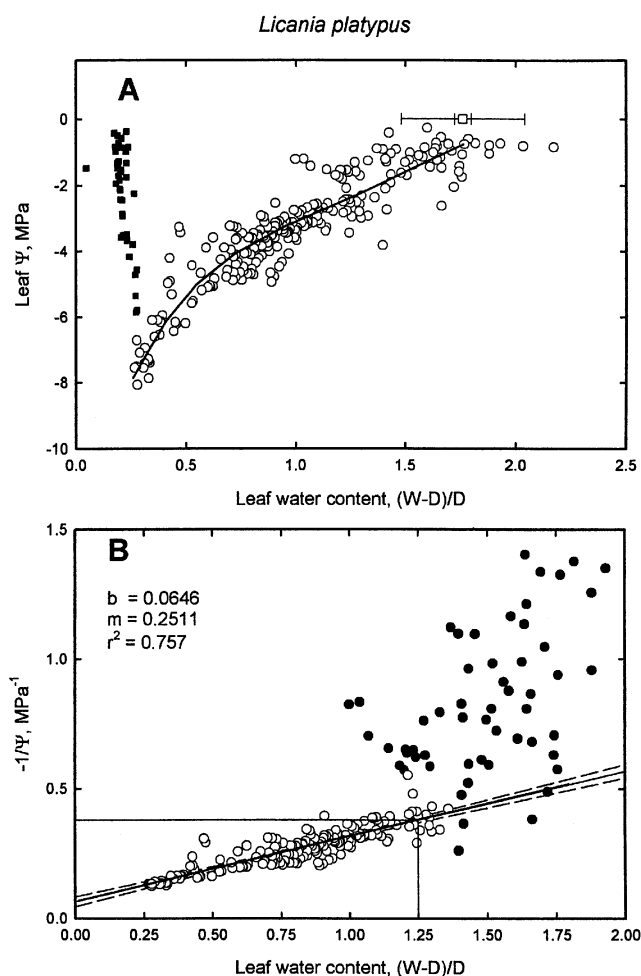 Licania platypus
A
0
-2
-4
-6
-8
-10
Leaf Ψ, MPa
0.0 0.5 1.0 1.5 2.0 2.5
Leaf water content, (W-D)/D
B
b = 0.0646
m = 0.2511
r² = 0.757
1.5
1.0
0.5
0.0
-1/Ψ, MPa⁻¹
0.00 0.25 0.50 0.75 1.00 1.25 1.50 1.75 2.00
Leaf water content, (W-D)/D